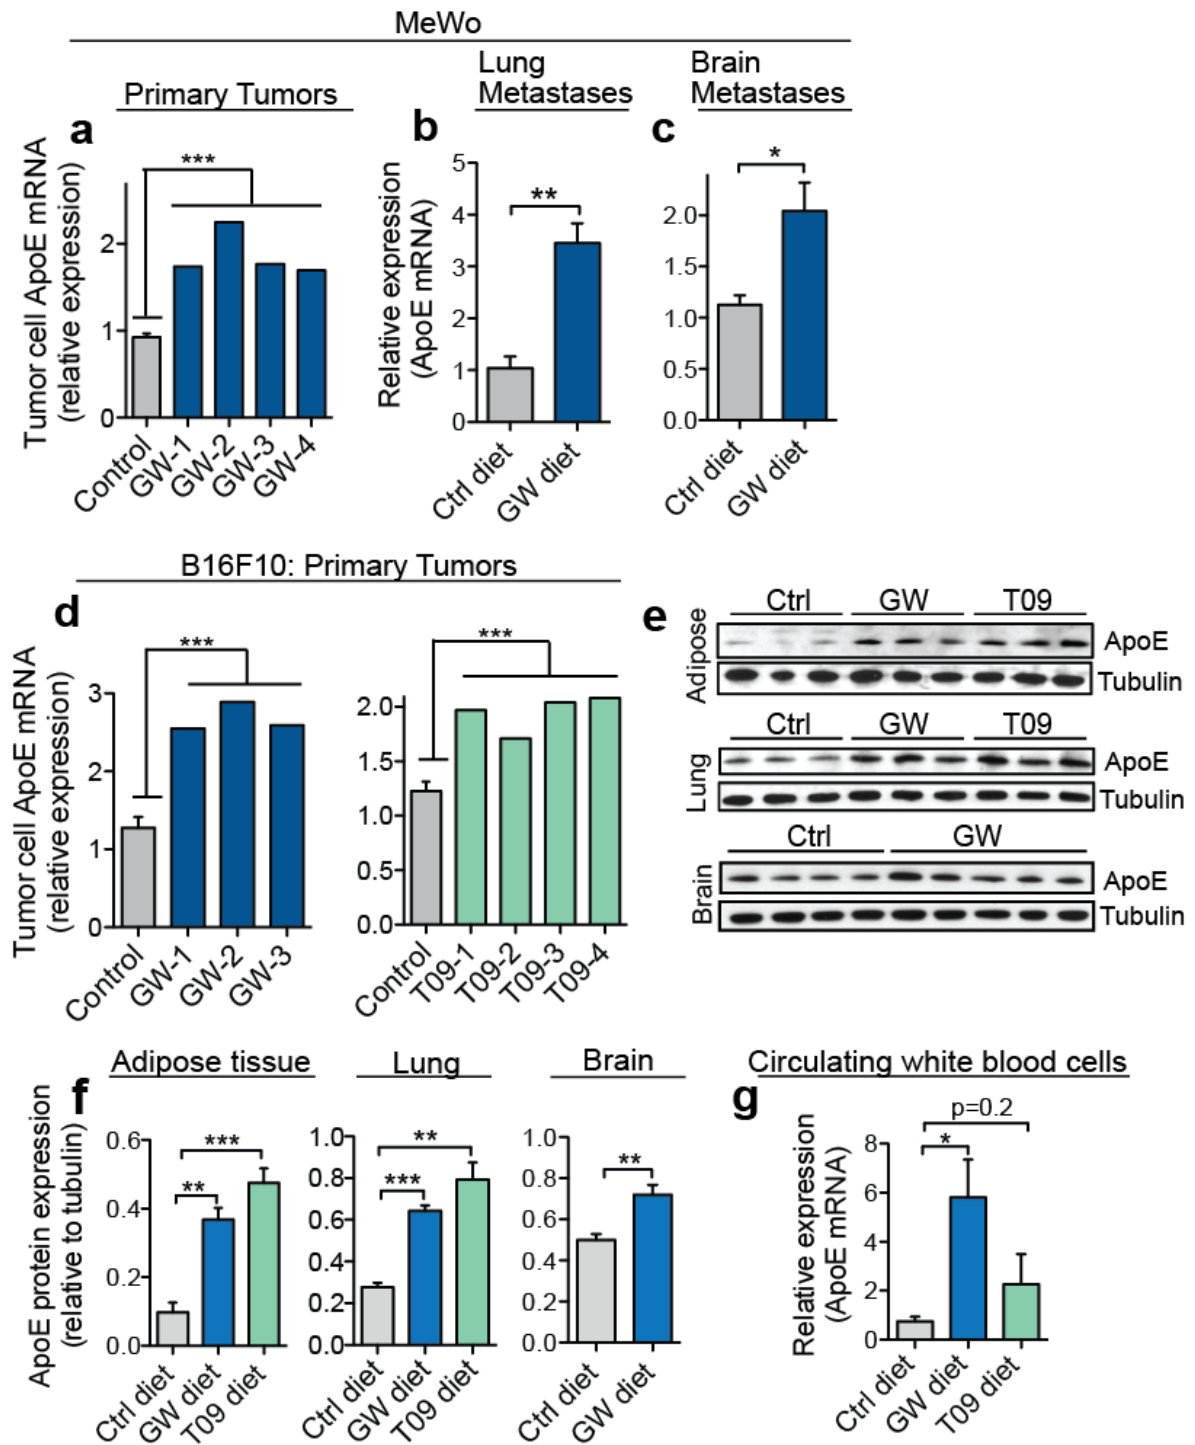 MeWo
Primary Tumors
Lung
Metastases
Brain
Metastases
a
Tumor cell ApoE mRNA
(relative expression)
***
2
1
0
Control
GW-1
GW-2
GW-3
GW-4
b
Relative expression
(ApoE mRNA)
**
5
4
3
2
1
0
Ctrl diet
GW diet
c
*
2.0
1.5
1.0
0.5
0.0
Ctrl diet
GW diet
B16F10: Primary Tumors
d
Tumor cell ApoE mRNA
(relative expression)
***
3
2
1
0
Control
GW-1
GW-2
GW-3
***
2.0
1.5
1.0
0.5
0.0
Control
T09-1
T09-2
T09-3
T09-4
e
Adipose
Ctrl GW T09
ApoE
Tubulin
Lung
Ctrl GW T09
ApoE
Tubulin
Brain
Ctrl GW
ApoE
Tubulin
f
ApoE protein expression
(relative to tubulin)
Adipose tissue
***
**
0.6
0.4
0.2
0.0
Ctrl diet
GW diet
T09 diet
Lung
**
***
1.0
0.8
0.6
0.4
0.2
0.0
Ctrl diet
GW diet
T09 diet
Brain
**
1.0
0.8
0.6
0.4
0.2
0.0
Ctrl diet
GW diet
Circulating white blood cells
g
Relative expression
(ApoE mRNA)
p=0.2
*
8
6
4
2
0
Ctrl diet
GW diet
T09 diet